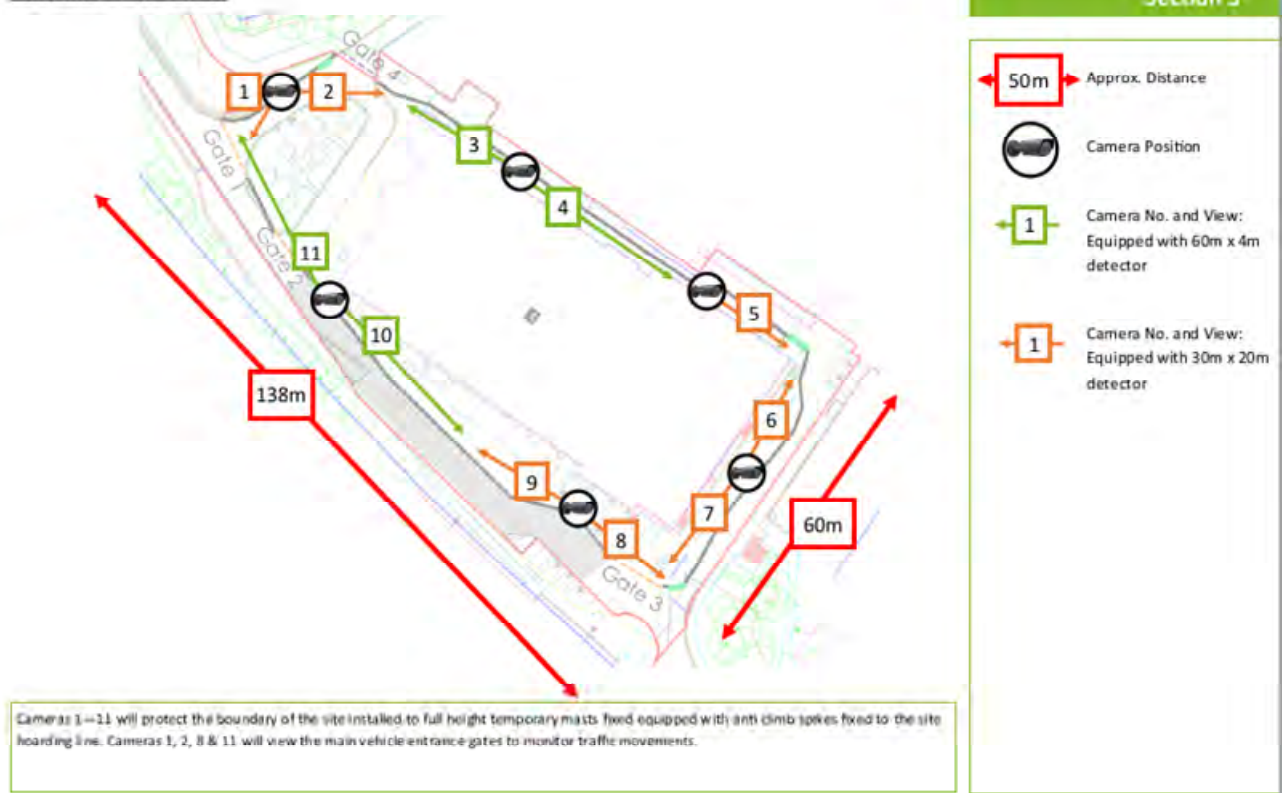 Section 3
Gate 4
1
2
50m
Approx. Distance
3
Camera Position
Gate 1
4
1
Camera No. and View:
Equipped with 60m x 4m
detector
Gate 2
11
5
10
1
Camera No. and View:
Equipped with 30m x 20m
detector
138m
6
9
7
60m
8
Gate 3
Cameras 1—11 will protect the boundary of the site installed to full height temporary masts fixed equipped with anti climb spikes fixed to the site
hoarding line. Cameras 1, 2, 8 & 11 will view the main vehicle entrance gates to monitor traffic movements.